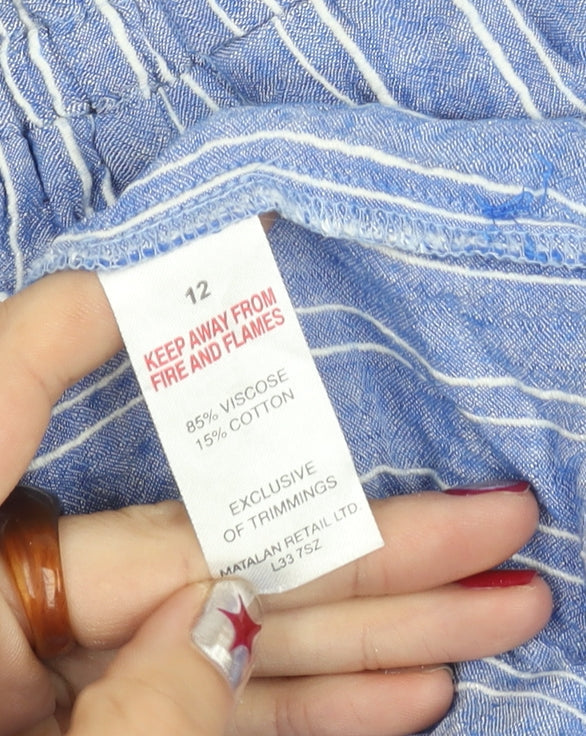 12
KEEP AWAY FROM
FIRE AND FLAMES
85% VISCOSE
15% COTTON
EXCLUSIVE
OF TRIMMINGS
MATALAN RETAIL LTD.
L33 7SZ